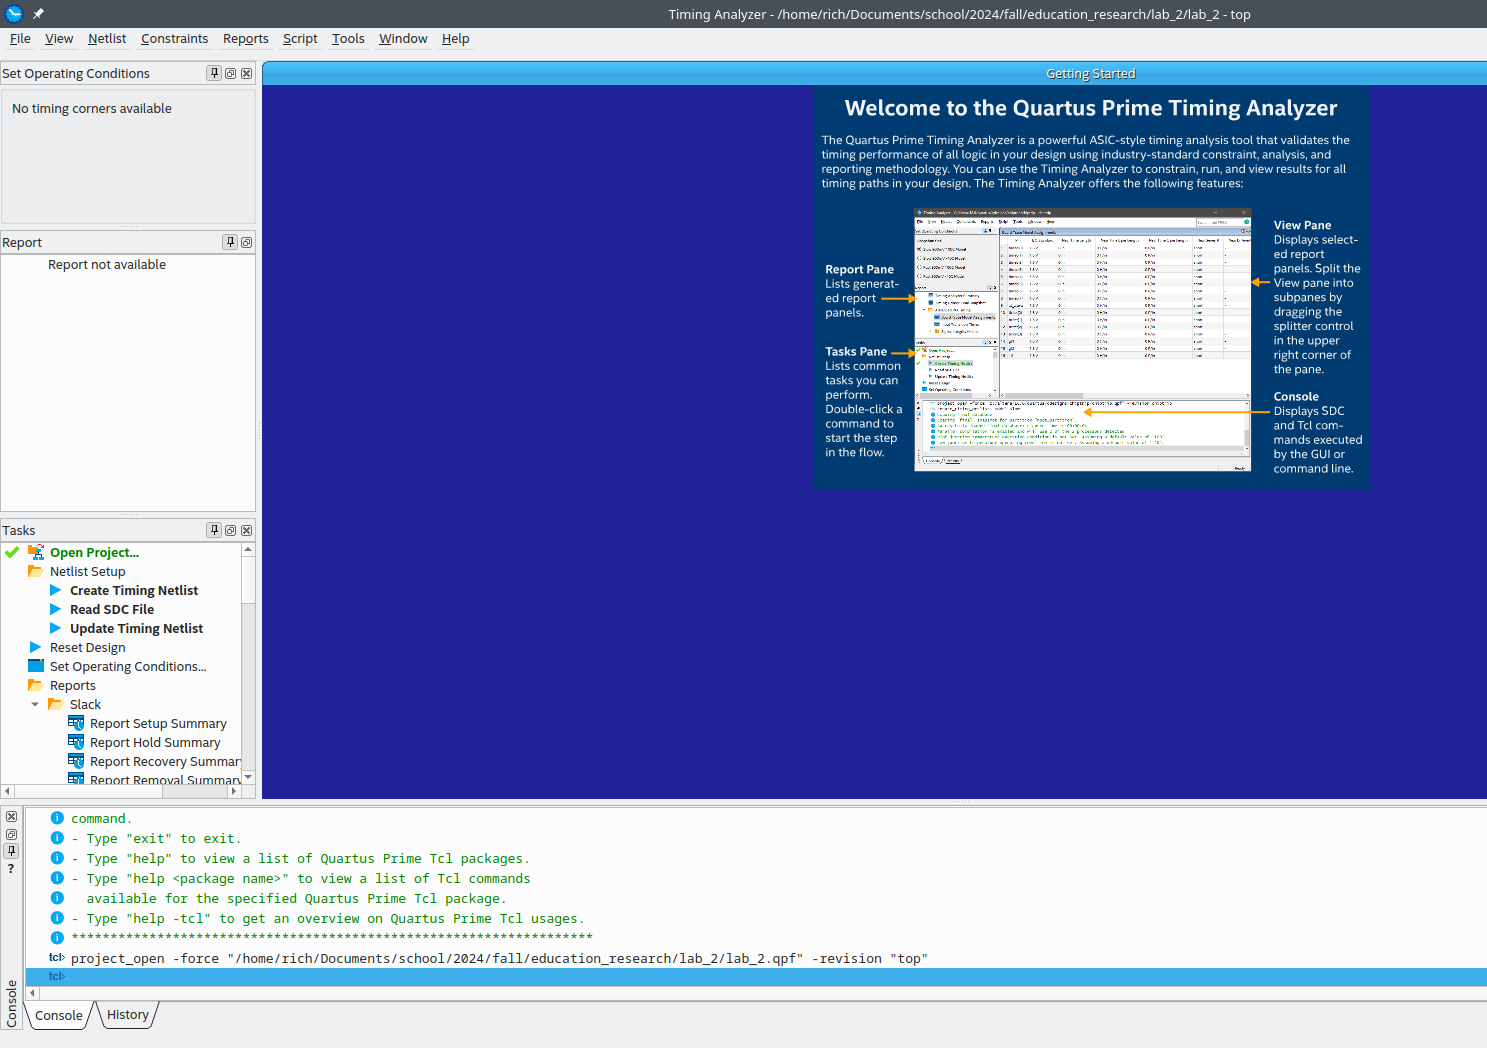 Timing Analyzer - /home/rich/Documents/school/2024/fall/education_research/lab_2/lab_2 - top
File View Netlist Constraints Reports Script Tools Window Help
Set Operating Conditions
No timing corners available
Report
Report not available
Tasks
Open Project...
Netlist Setup
Create Timing Netlist
Read SDC File
Update Timing Netlist
Reset Design
Set Operating Conditions...
Reports
Slack
Report Setup Summary
Report Hold Summary
Report Recovery Summary
Report Removal Summary
Getting Started
Welcome to the Quartus Prime Timing Analyzer
The Quartus Prime Timing Analyzer is a powerful ASIC-style timing analysis tool that validates the
timing performance of all logic in your design using industry-standard constraint, analysis, and
reporting methodology. You can use the Timing Analyzer to constrain, run, and view results for all
timing paths in your design. The Timing Analyzer offers the following features:
Report Pane
Lists generat-
ed report
panels.
Tasks Pane
Lists common
tasks you can
perform.
Double-click a
command to
start the step
in the flow.
View Pane
Displays select-
ed report
panels. Split the
View pane into
subpanes by
dragging the
splitter control
in the upper
right corner of
the pane.
Console
Displays SDC
and Tcl com-
mands executed
by the GUI or
command line.
command.
- Type "exit" to exit.
- Type "help" to view a list of Quartus Prime Tcl packages.
- Type "help <package name>" to view a list of Tcl commands
available for the specified Quartus Prime Tcl package.
- Type "help -tcl" to get an overview on Quartus Prime Tcl usages.
*******************************************************************
tcl> project_open -force "/home/rich/Documents/school/2024/fall/education_research/lab_2/lab_2.qpf" -revision "top"
tcl>
Console
Console History